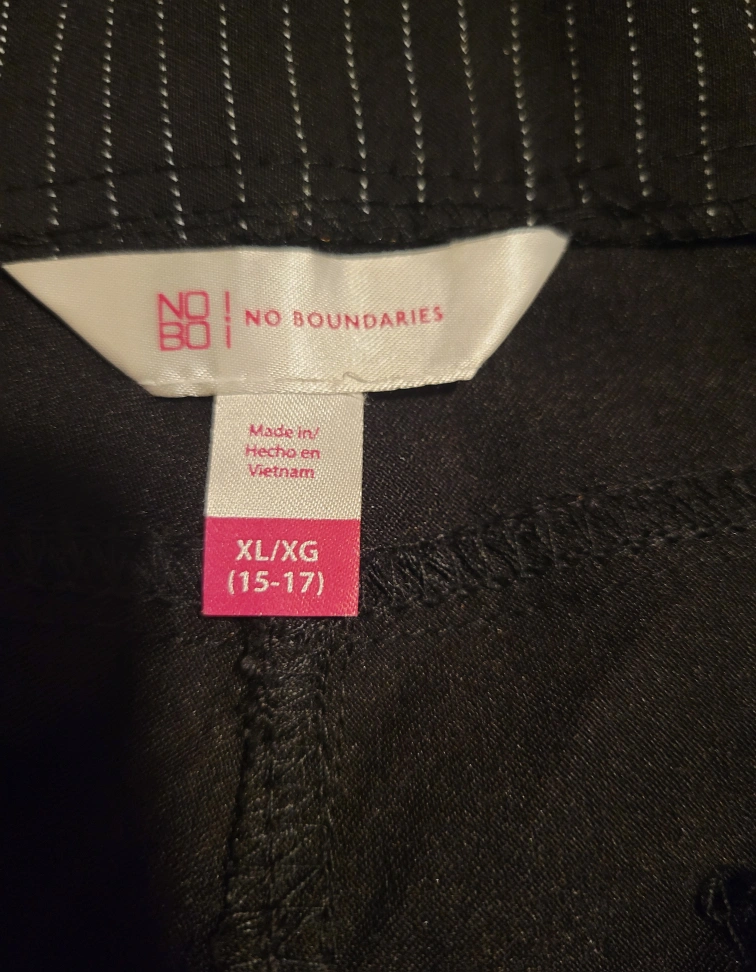 NO
BO
NO BOUNDARIES
Made in/
Hecho en
Vietnam
XL/XG
(15-17)